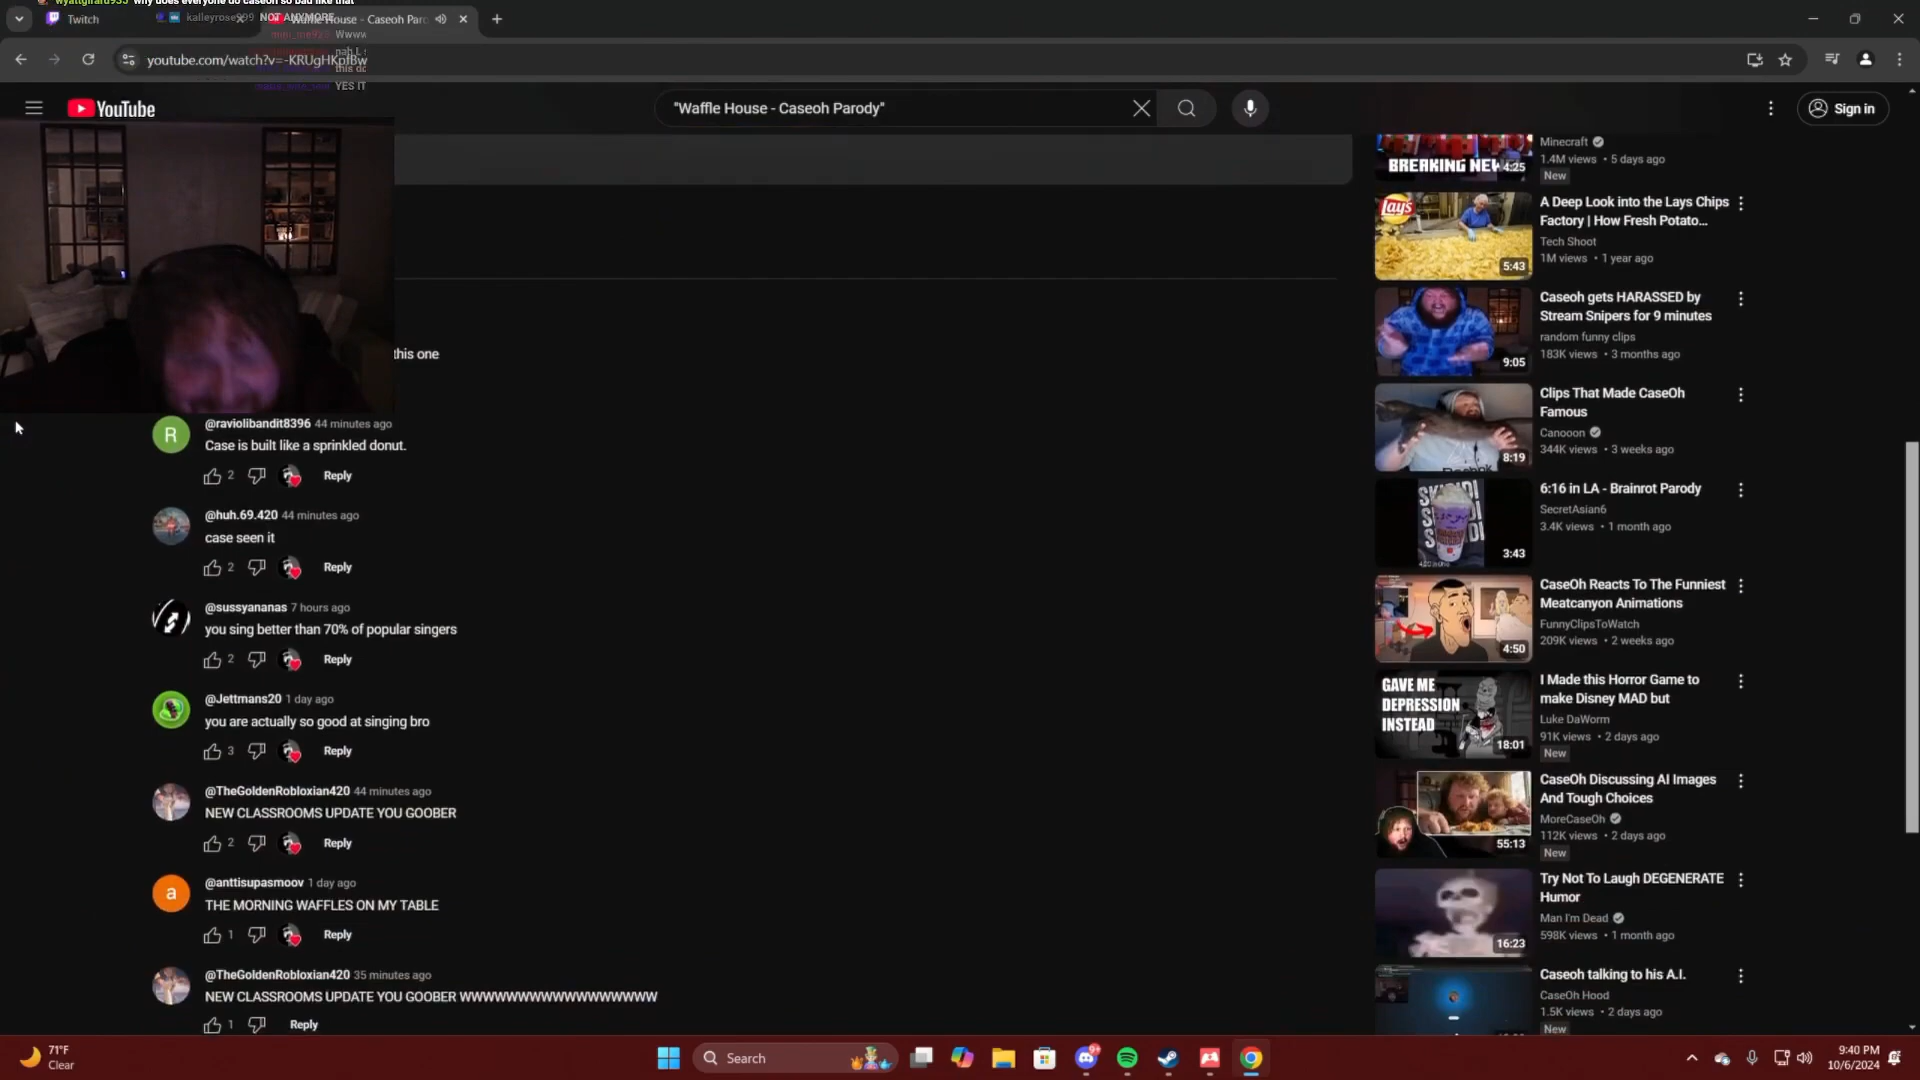 wyattgirard933 why does everyone do caseoh so bad like that
Twitch
kalleyrose999 NOT ANYMORE
Waffle House - Caseoh Par
Wwww
youtube.com/watch?v=-KRUgHKpfBw
nah I
this do
YES IT
YouTube
"Waffle House - Caseoh Parody"
Sign in
this one
@raviolibandit8396 44 minutes ago
Case is built like a sprinkled donut.
2 Reply
@huh.69.420 44 minutes ago
case seen it
2 Reply
@sussyananas 7 hours ago
you sing better than 70% of popular singers
2 Reply
@Jettmans20 1 day ago
you are actually so good at singing bro
3 Reply
@TheGoldenRobloxian420 44 minutes ago
NEW CLASSROOMS UPDATE YOU GOOBER
2 Reply
@anttisupasmoov 1 day ago
THE MORNING WAFFLES ON MY TABLE
1 Reply
@TheGoldenRobloxian420 35 minutes ago
NEW CLASSROOMS UPDATE YOU GOOBER WWWWWWWWWWWWWWWWW
1 Reply
BREAKING NEW
4:25
Minecraft
1.4M views • 5 days ago
New
Lay's
5:43
A Deep Look into the Lays Chips
Factory | How Fresh Potato...
Tech Shoot
1M views • 1 year ago
9:05
Caseoh gets HARASSED by
Stream Snipers for 9 minutes
random funny clips
183K views • 3 months ago
8:19
Clips That Made CaseOh
Famous
Canooon
344K views • 3 weeks ago
3:43
6:16 in LA - Brainrot Parody
SecretAsian6
3.4K views • 1 month ago
4:50
CaseOh Reacts To The Funniest
Meatcanyon Animations
FunnyClipsToWatch
209K views • 2 weeks ago
GAVE ME
DEPRESSION
INSTEAD
18:01
I Made this Horror Game to
make Disney MAD but
Luke DaWorm
91K views • 2 days ago
New
55:13
CaseOh Discussing AI Images
And Tough Choices
MoreCaseOh
112K views • 2 days ago
New
16:23
Try Not To Laugh DEGENERATE
Humor
Man I'm Dead
598K views • 1 month ago
Caseoh talking to his A.I.
CaseOh Hood
1.5K views • 2 days ago
New
71°F
Clear
Search
9:40 PM
10/6/2024